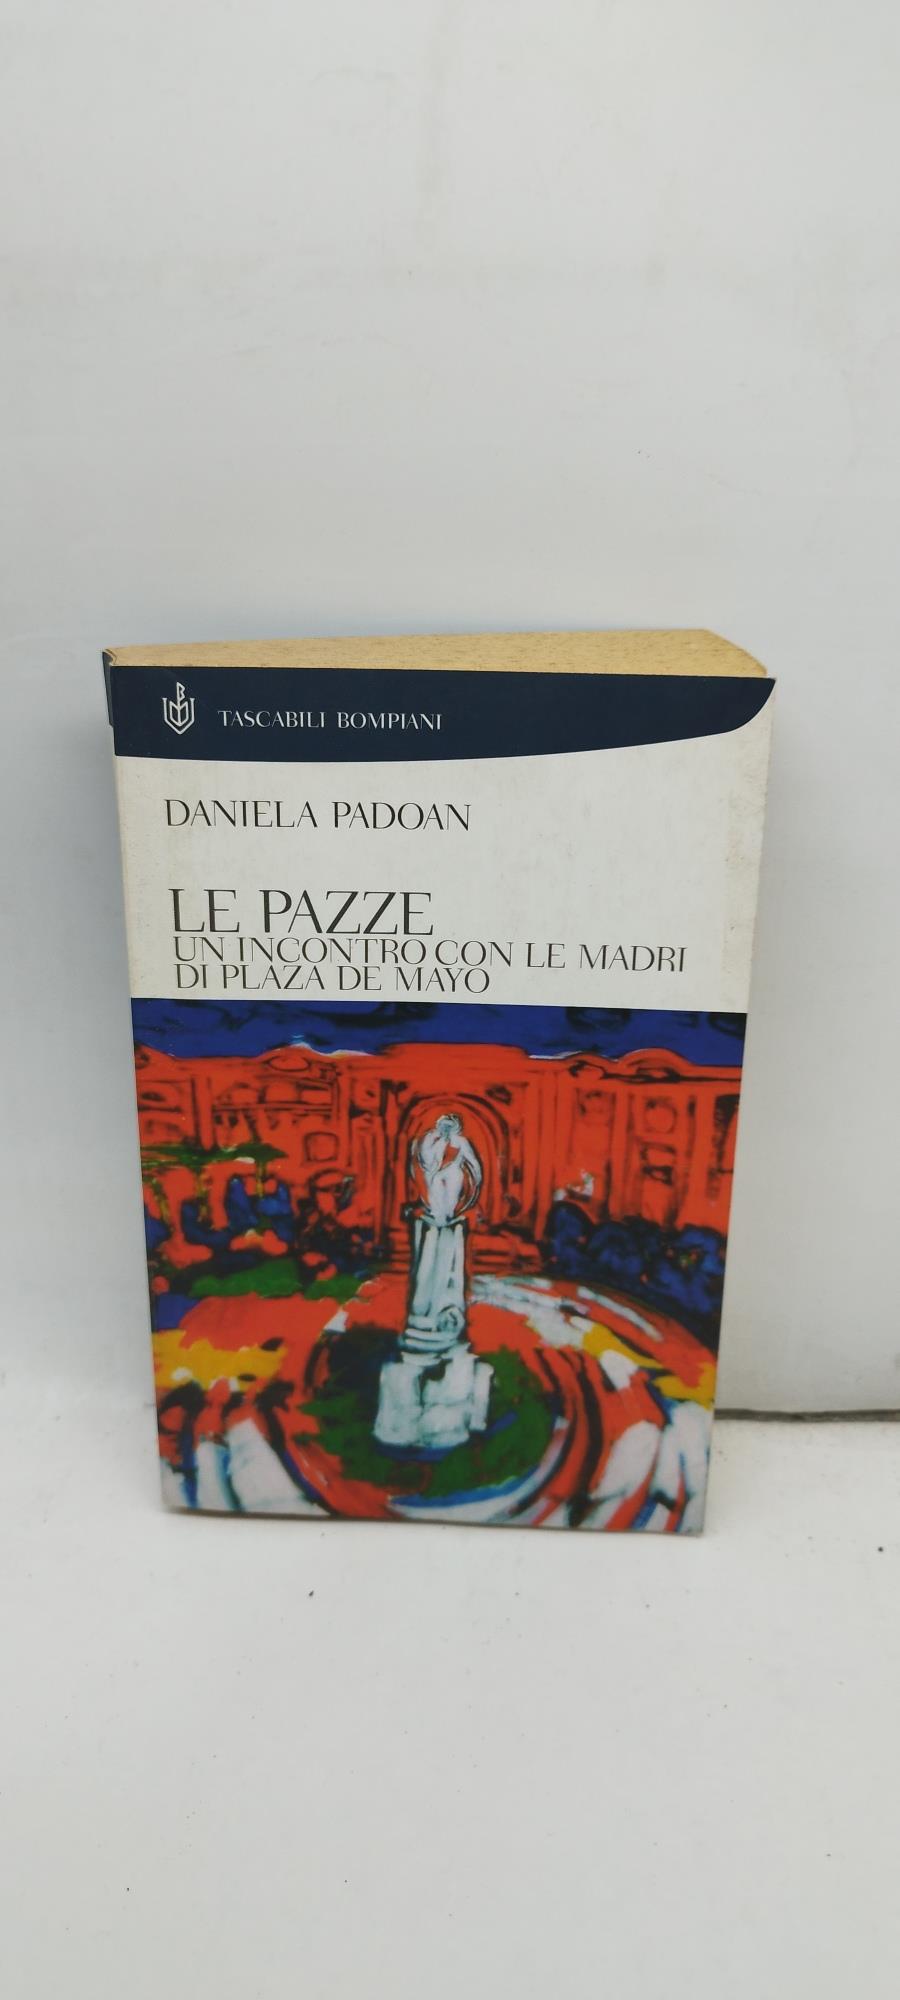 TASCABILI BOMPIANI
DANIELA PADOAN
LE PAZZE
UN INCONTRO CON LE MADRI
DI PLAZA DE MAYO